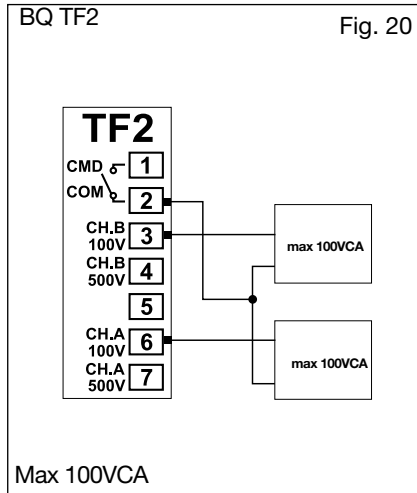 BQ TF2
Fig. 20
TF2
CMD
1
COM
2
CH.B
100V
3
CH.B
500V
4
5
CH.A
100V
6
CH.A
500V
7
max 100VCA
max 100VCA
Max 100VCA